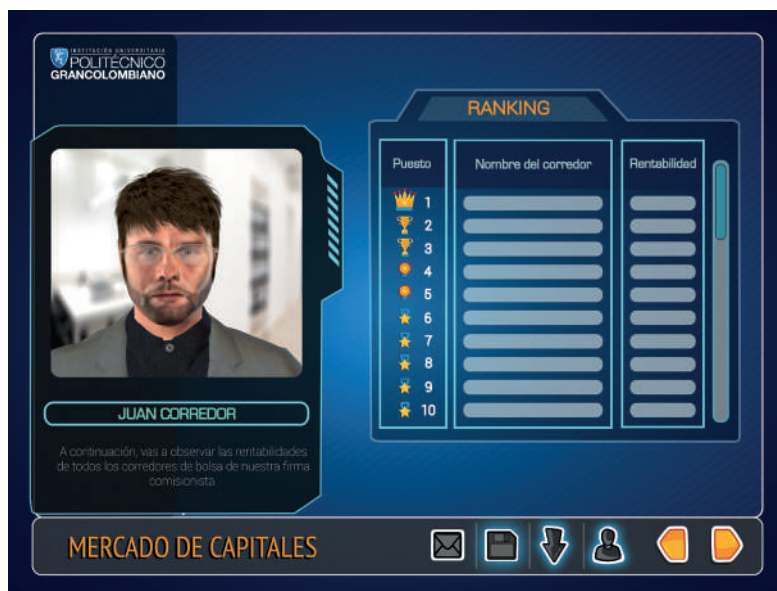 INSTITUCIÓN UNIVERSITARIA
POLITÉCNICO
GRANCOLOMBIANO
RANKING
Puesto Nombre del corredor Rentabilidad
1
2
3
4
5
6
7
8
9
10
JUAN CORREDOR
A continuación, vas a observar las rentabilidades
de todos los corredores de bolsa de nuestra firma
comisionista
MERCADO DE CAPITALES